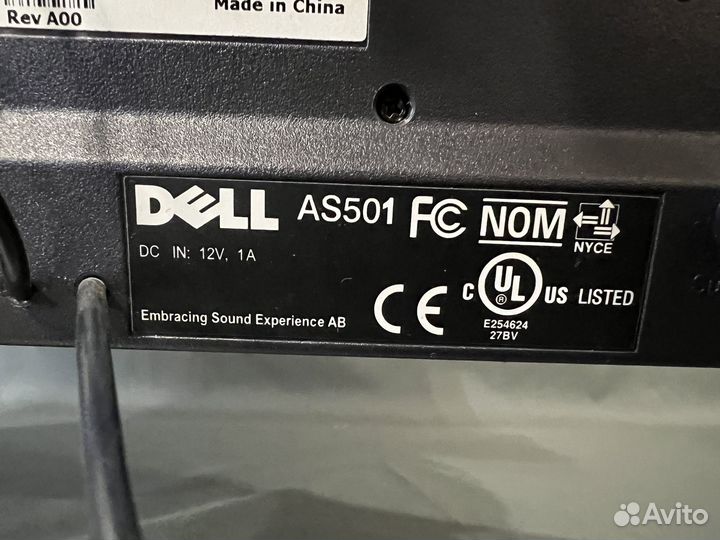 Made in China
Rev A00
DELL AS501 FC NOM
NYCE
DC IN: 12V, 1A
C UL® US LISTED
E254624
27BV
Embracing Sound Experience AB
CE
Avito